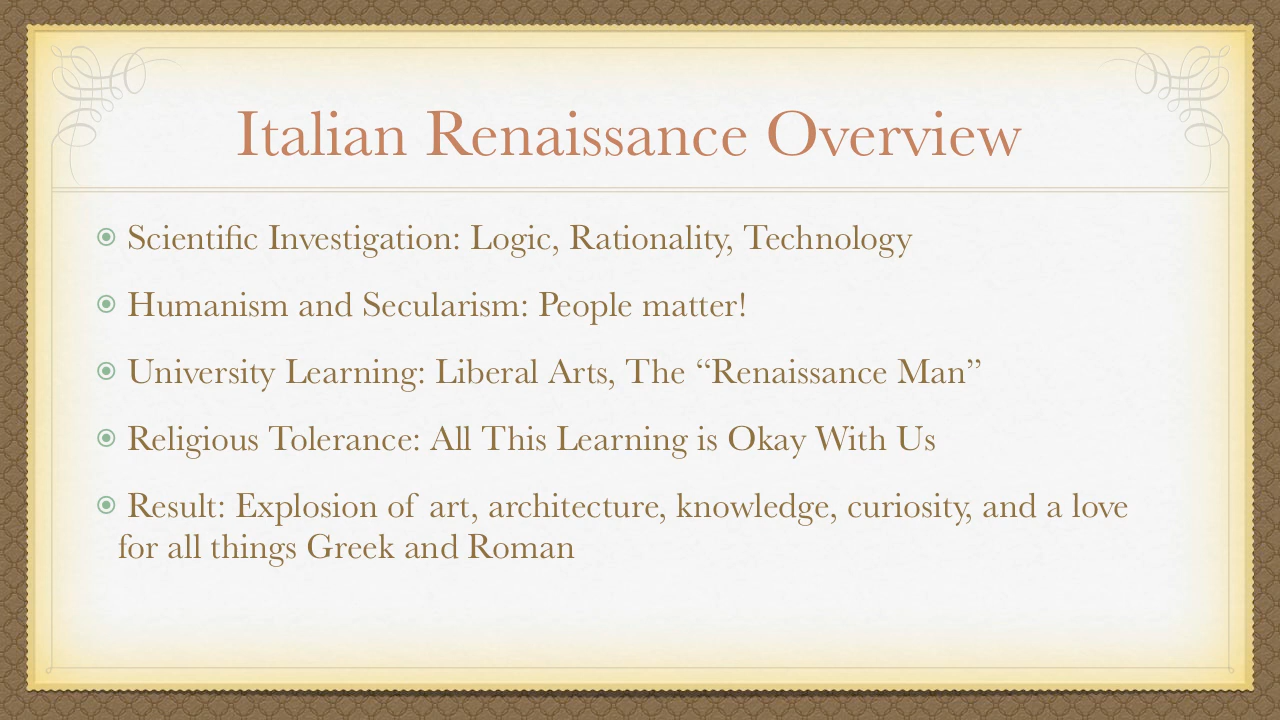 Italian Renaissance Overview
Scientific Investigation: Logic, Rationality, Technology
Humanism and Secularism: People matter!
University Learning: Liberal Arts, The “Renaissance Man”
Religious Tolerance: All This Learning is Okay With Us
Result: Explosion of art, architecture, knowledge, curiosity, and a love
for all things Greek and Roman